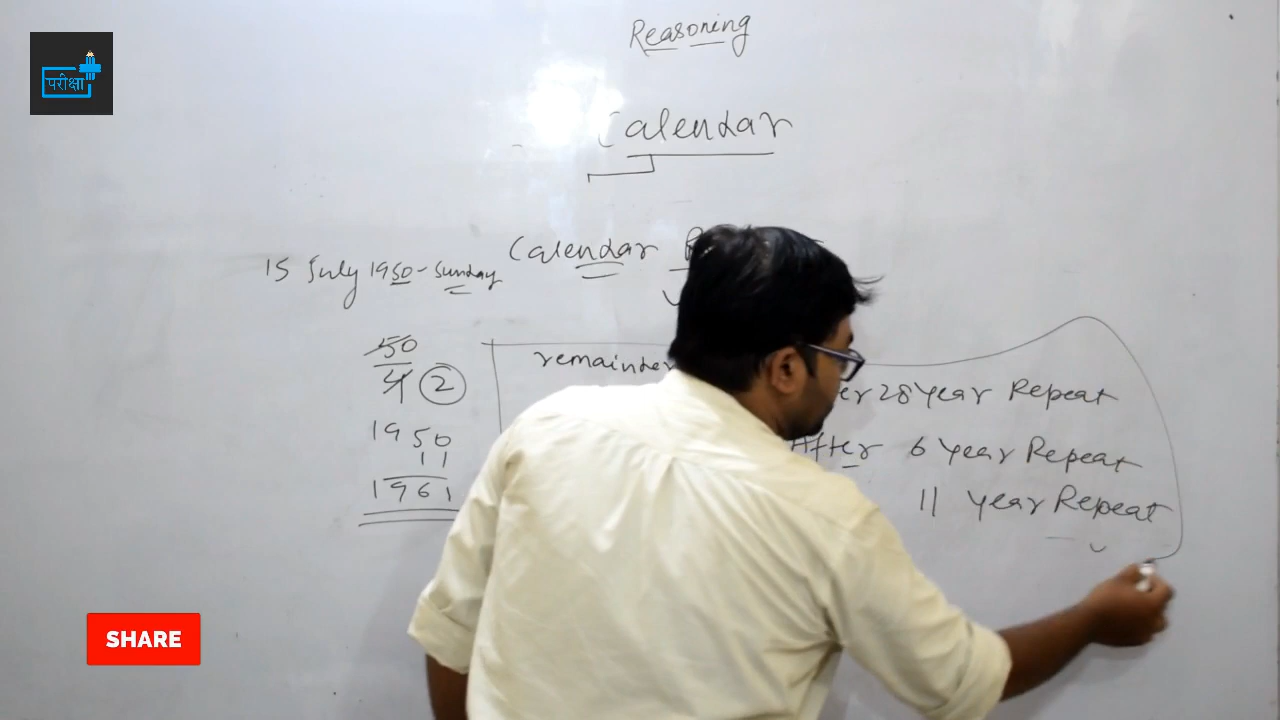 परीक्षा
Reasoning
Calendar
Calendar
15 July 1950 - Sunday
50
4 2
remainder
28 Year Repeat
1950
After 6 Year Repeat
11
1961
11 Year Repeat
SHARE